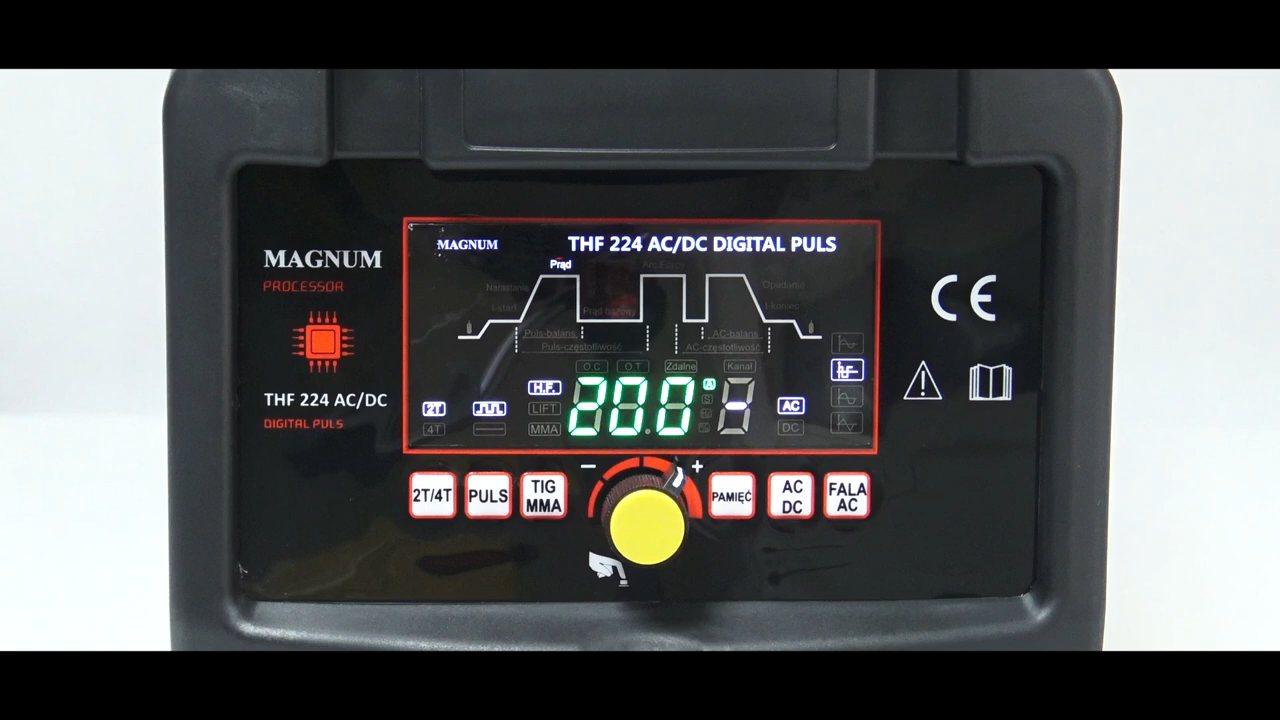 MAGNUM
PROCESSOR
THF 224 AC/DC
DIGITAL PULS
MAGNUM THF 224 AC/DC DIGITAL PULS
Prąd
Narastanie
Opadanie
I-start
Prąd bazowy
I-koniec
Puls-balans
AC-balans
Puls-częstotliwość
AC-częstotliwość
O.C
O.T
Zdalne
Kanał
H.F.
200
A
-
2T
LIFT
AC
4T
MMA
DC
- +
2T/4T
PULS
TIG
MMA
PAMIĘĆ
AC
DC
FALA
AC
CE